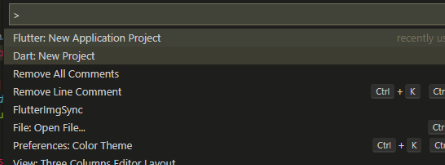 >
Flutter: New Application Project recently us
Dart: New Project
Remove All Comments
Remove Line Comment Ctrl + K Ctr
FlutterImgSync
File: Open File... Ctr
Preferences: Color Theme Ctrl + K Ctr
View: Three Columns Editor Layout